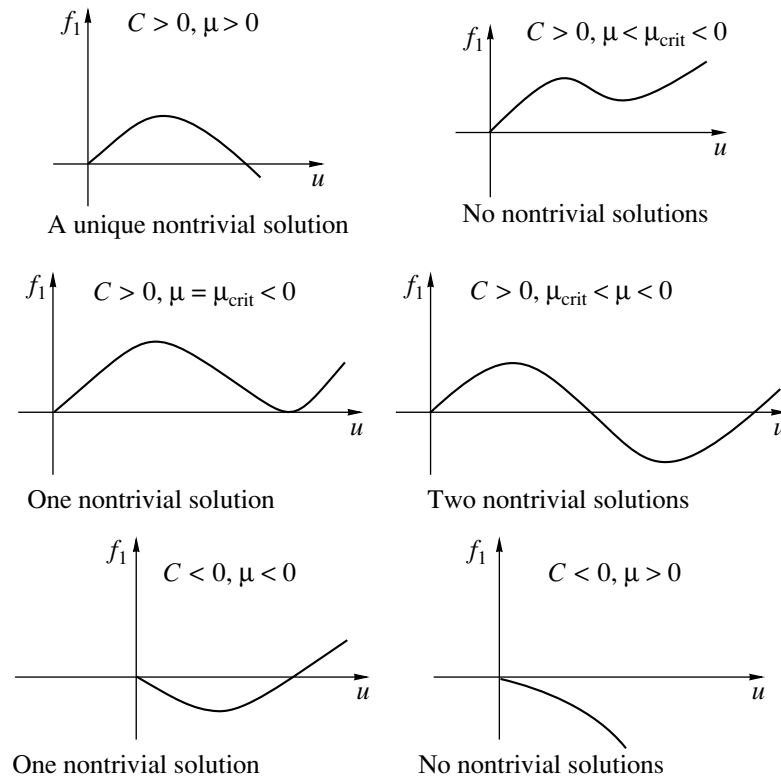 f₁
C > 0, μ > 0
u
A unique nontrivial solution
f₁
C > 0, μ < μcrit < 0
u
No nontrivial solutions
f₁
C > 0, μ = μcrit < 0
u
One nontrivial solution
f₁
C > 0, μcrit < μ < 0
u
Two nontrivial solutions
f₁
C < 0, μ < 0
u
One nontrivial solution
f₁
C < 0, μ > 0
u
No nontrivial solutions